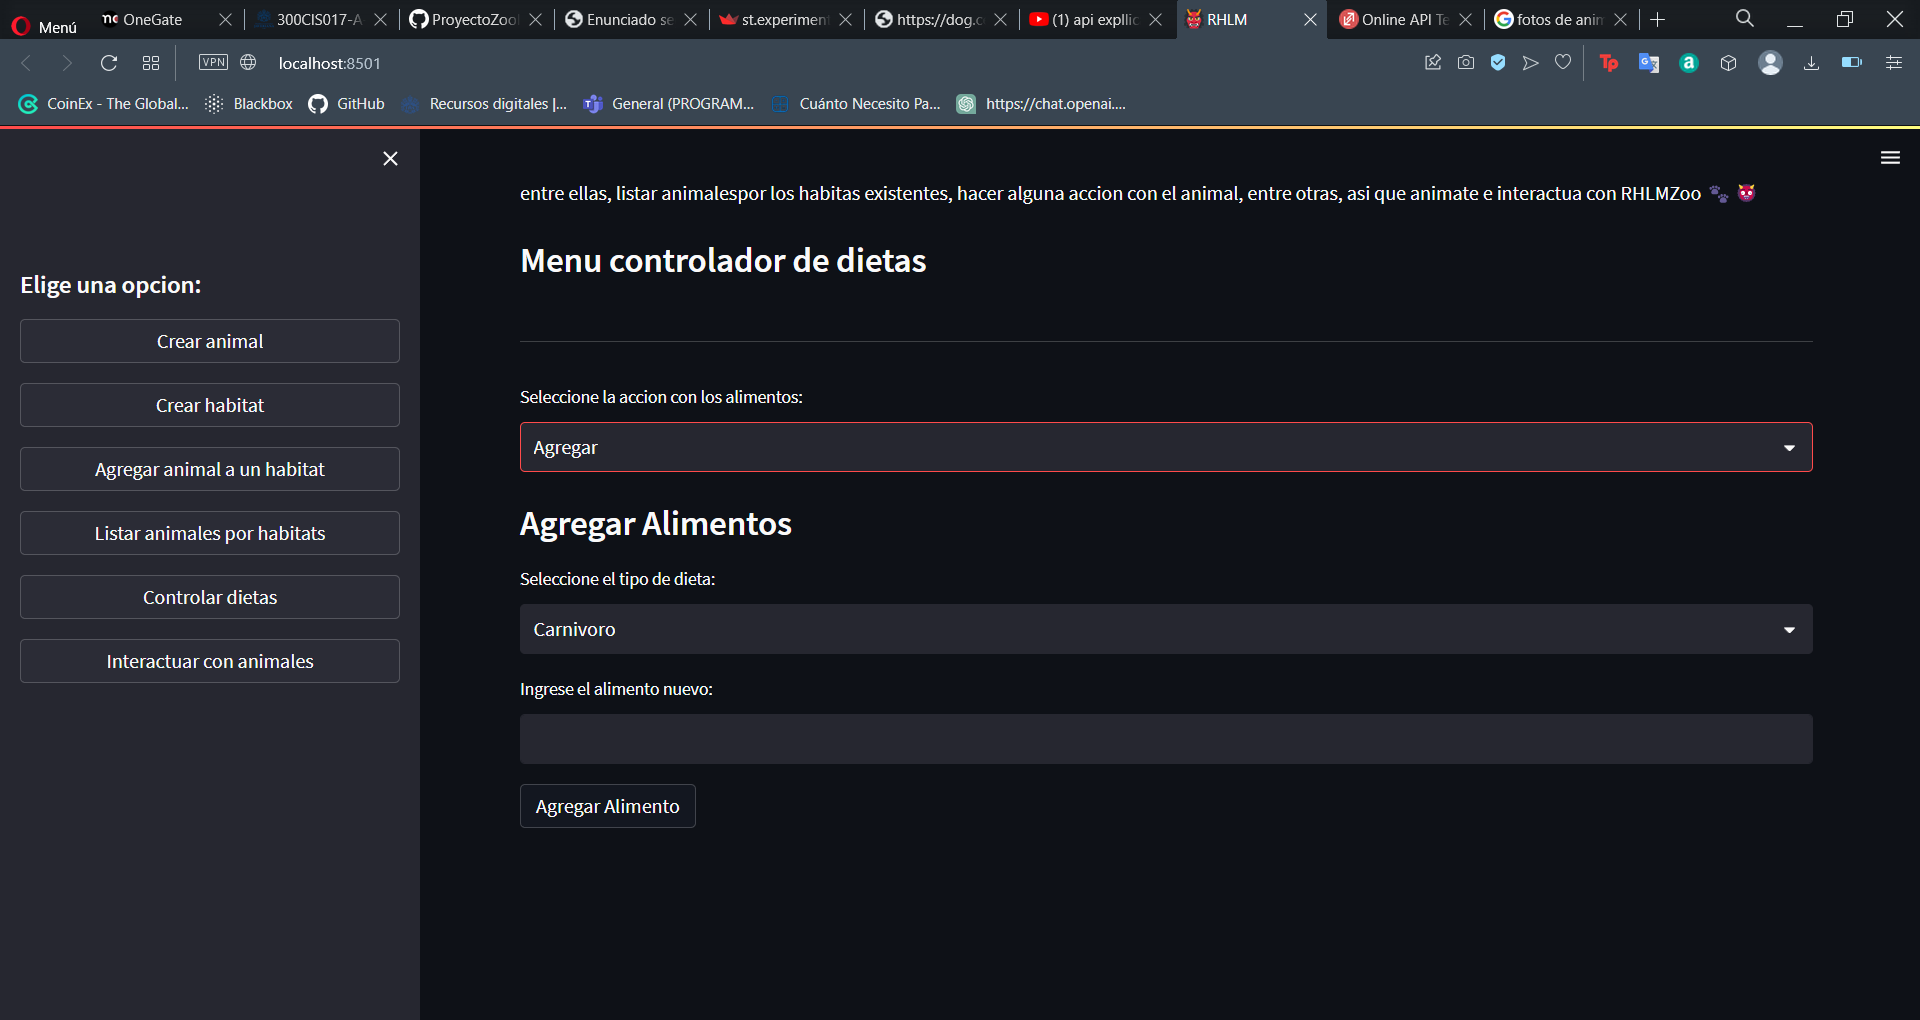 Menú
OneGate
300CIS017-A
ProyectoZoo
Enunciado se
st.experimen
https://dog.c
(1) api expllic
RHLM
Online API Te
fotos de anim
VPN
localhost:8501
Tp
a
CoinEx - The Global...
Blackbox
GitHub
Recursos digitales |...
General (PROGRAM...
Cuánto Necesito Pa...
https://chat.openai....
Elige una opcion:
Crear animal
Crear habitat
Agregar animal a un habitat
Listar animales por habitats
Controlar dietas
Interactuar con animales
entre ellas, listar animalespor los habitas existentes, hacer alguna accion con el animal, entre otras, asi que animate e interactua con RHLMZoo 🐾 👿
Menu controlador de dietas
Seleccione la accion con los alimentos:
Agregar
Agregar Alimentos
Seleccione el tipo de dieta:
Carnivoro
Ingrese el alimento nuevo:
Agregar Alimento